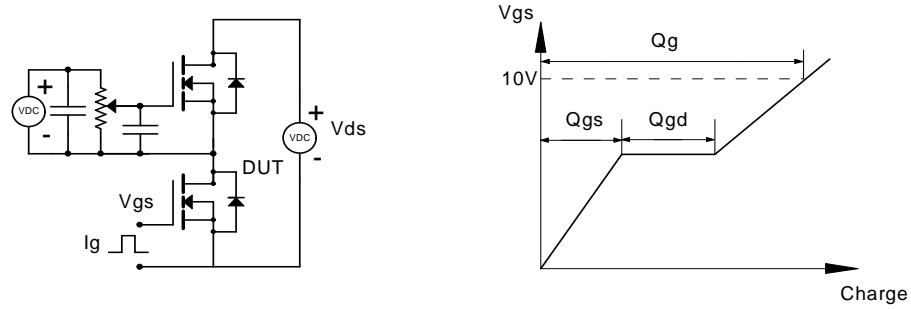 +
VDC
-
+
VDC
-
Vds
DUT
Vgs
Ig
Vgs
Qg
10V
Qgs
Qgd
Charge